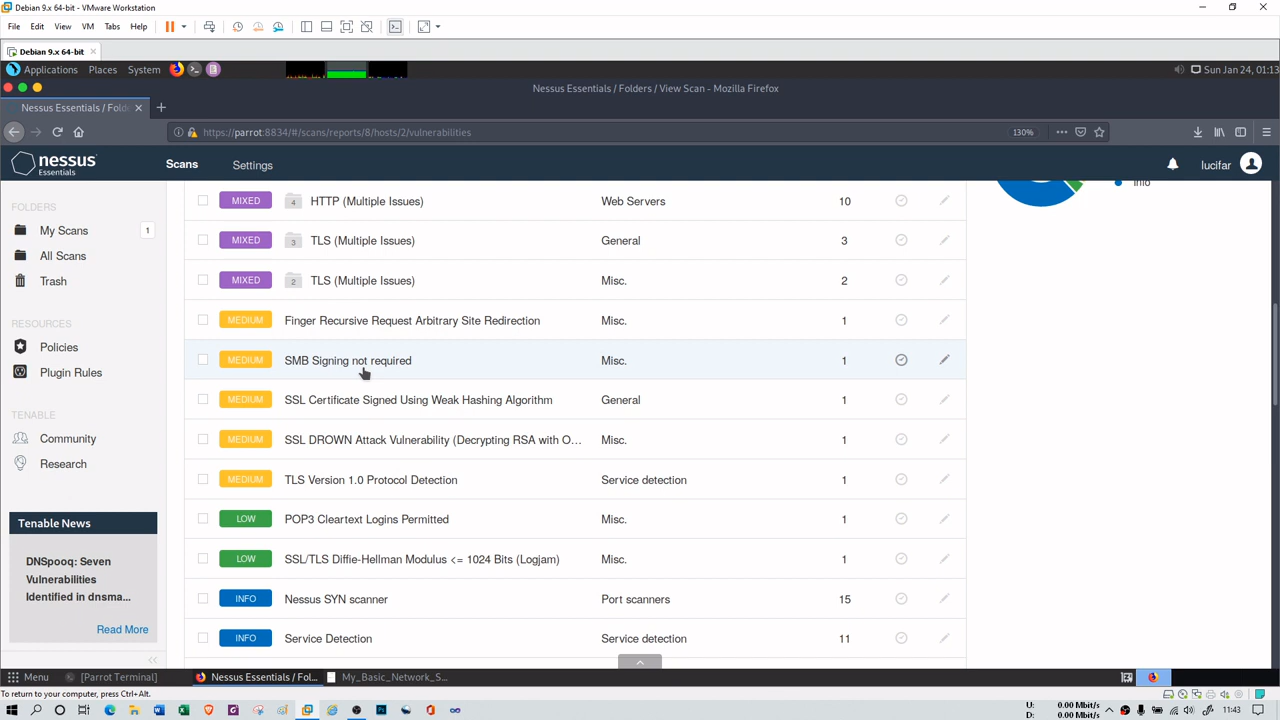 Debian 9.x 64-bit - VMware Workstation
File Edit View VM Tabs Help
Debian 9.x 64-bit
Applications Places System Sun Jan 24, 01:13
Nessus Essentials / Folders / View Scan - Mozilla Firefox
Nessus Essentials / Folde
https://parrot:8834/#/scans/reports/8/hosts/2/vulnerabilities 130%
nessus Essentials Scans Settings lucifar
FOLDERS
My Scans 1
All Scans
Trash
RESOURCES
Policies
Plugin Rules
TENABLE
Community
Research
Tenable News
DNSpooq: Seven
Vulnerabilities
Identified in dnsma...
Read More
Info
MIXED 4 HTTP (Multiple Issues) Web Servers 10
MIXED 3 TLS (Multiple Issues) General 3
MIXED 2 TLS (Multiple Issues) Misc. 2
MEDIUM Finger Recursive Request Arbitrary Site Redirection Misc. 1
MEDIUM SMB Signing not required Misc. 1
MEDIUM SSL Certificate Signed Using Weak Hashing Algorithm General 1
MEDIUM SSL DROWN Attack Vulnerability (Decrypting RSA with O... Misc. 1
MEDIUM TLS Version 1.0 Protocol Detection Service detection 1
LOW POP3 Cleartext Logins Permitted Misc. 1
LOW SSL/TLS Diffie-Hellman Modulus <= 1024 Bits (Logjam) Misc. 1
INFO Nessus SYN scanner Port scanners 15
INFO Service Detection Service detection 11
Menu [Parrot Terminal] Nessus Essentials / Fol... My_Basic_Network_S...
To return to your computer, press Ctrl+Alt.
U: 0.00 Mbit/s
D: 0.00 Mbit/s
11:43